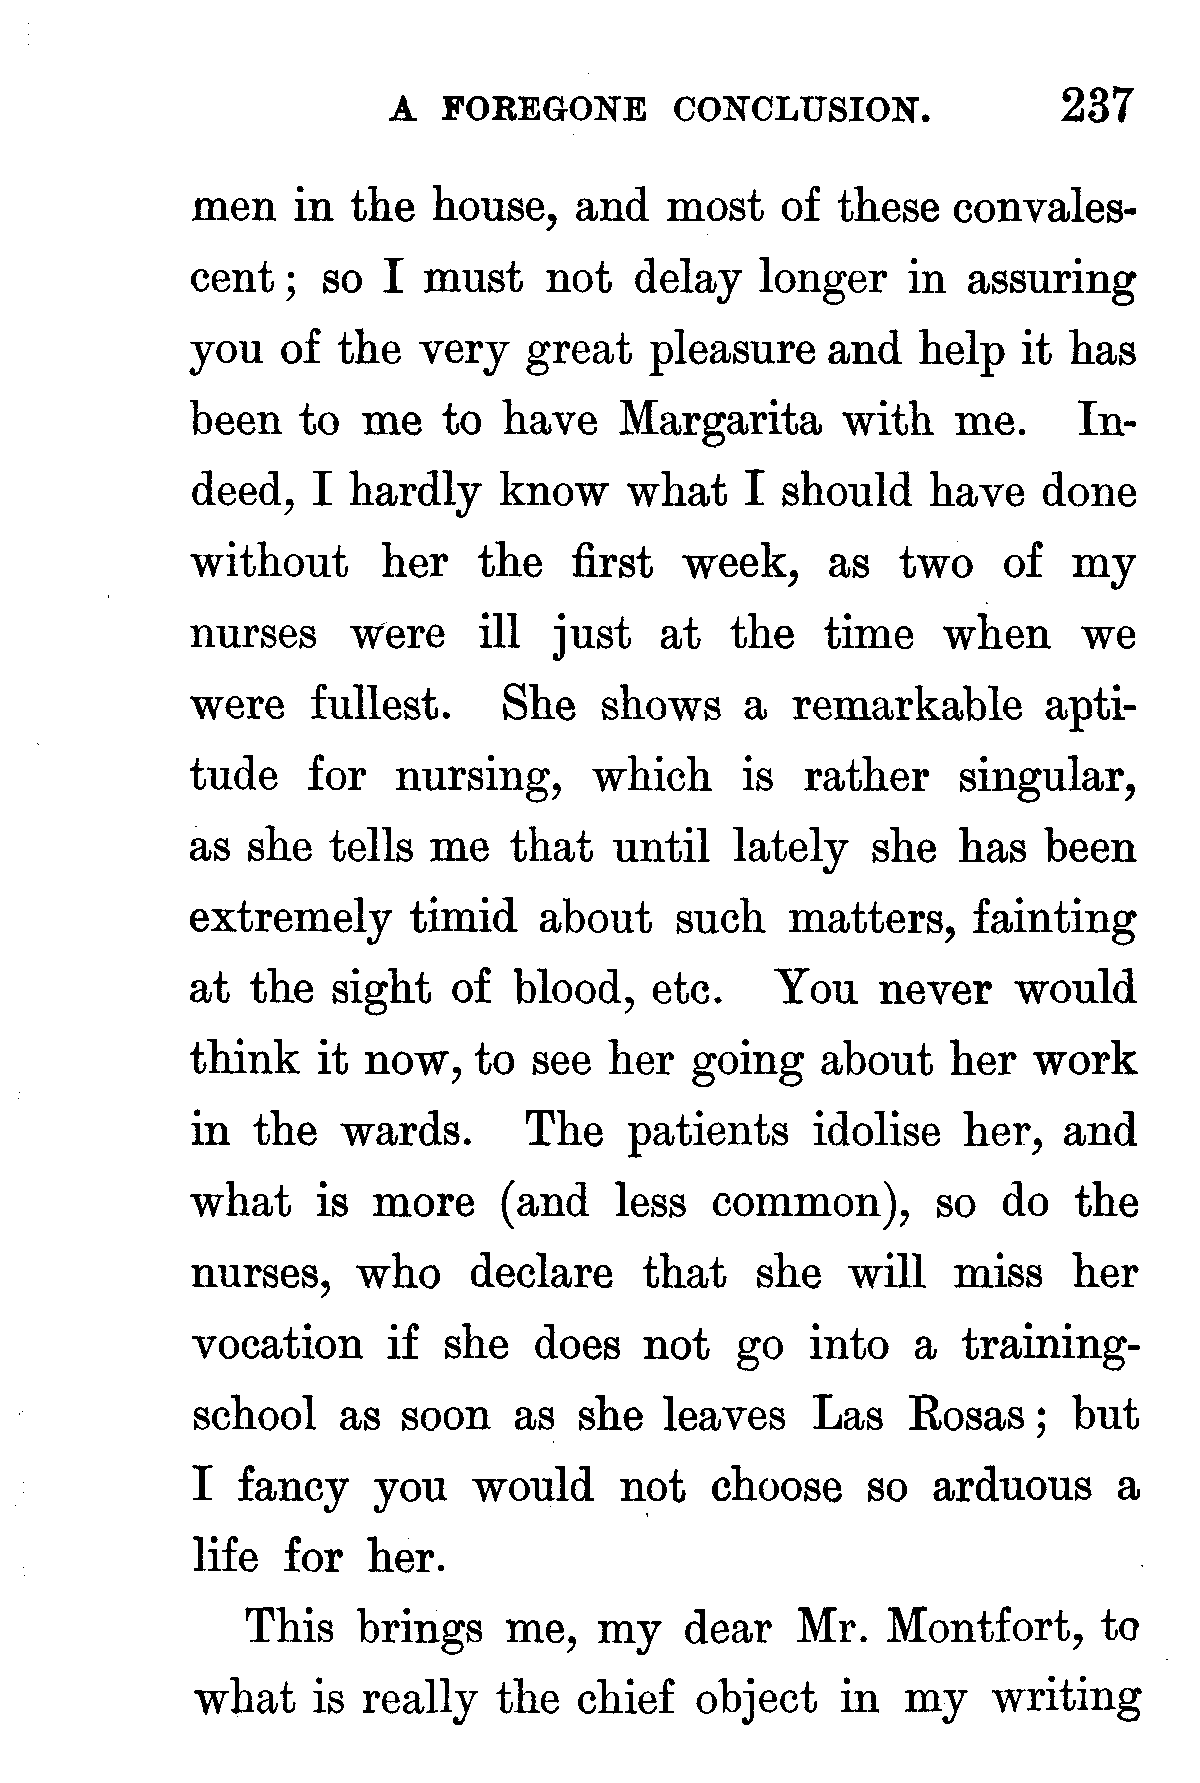 A FOREGONE CONCLUSION. 237
men in the house, and most of these convales-
cent; so I must not delay longer in assuring
you of the very great pleasure and help it has
been to me to have Margarita with me. In-
deed, I hardly know what I should have done
without her the first week, as two of my
nurses were ill just at the time when we
were fullest. She shows a remarkable apti-
tude for nursing, which is rather singular,
as she tells me that until lately she has been
extremely timid about such matters, fainting
at the sight of blood, etc. You never would
think it now, to see her going about her work
in the wards. The patients idolise her, and
what is more (and less common), so do the
nurses, who declare that she will miss her
vocation if she does not go into a training-
school as soon as she leaves Las Rosas; but
I fancy you would not choose so arduous a
life for her.
This brings me, my dear Mr. Montfort, to
what is really the chief object in my writing